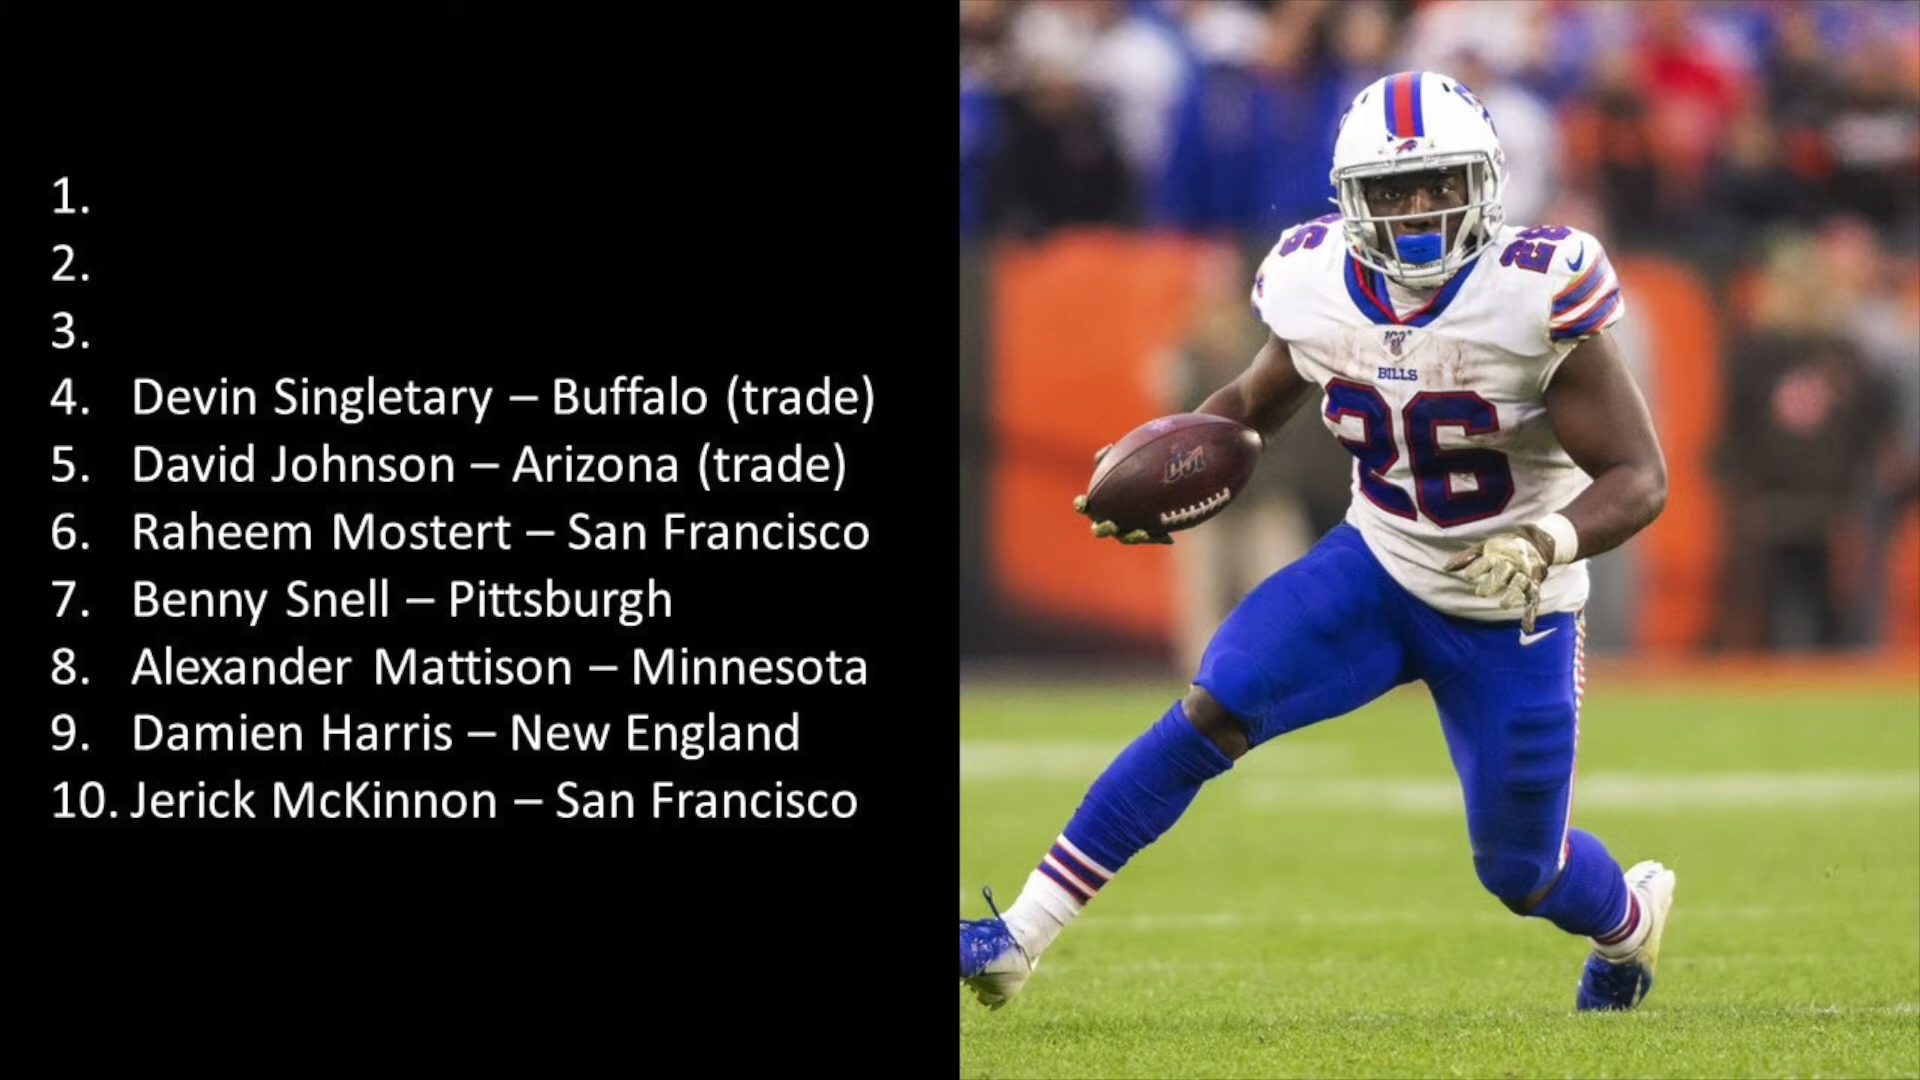 1.
2.
3.
4. Devin Singletary – Buffalo (trade)
5. David Johnson – Arizona (trade)
6. Raheem Mostert – San Francisco
7. Benny Snell – Pittsburgh
8. Alexander Mattison – Minnesota
9. Damien Harris – New England
10. Jerick McKinnon – San Francisco
26
26
BILLS
26